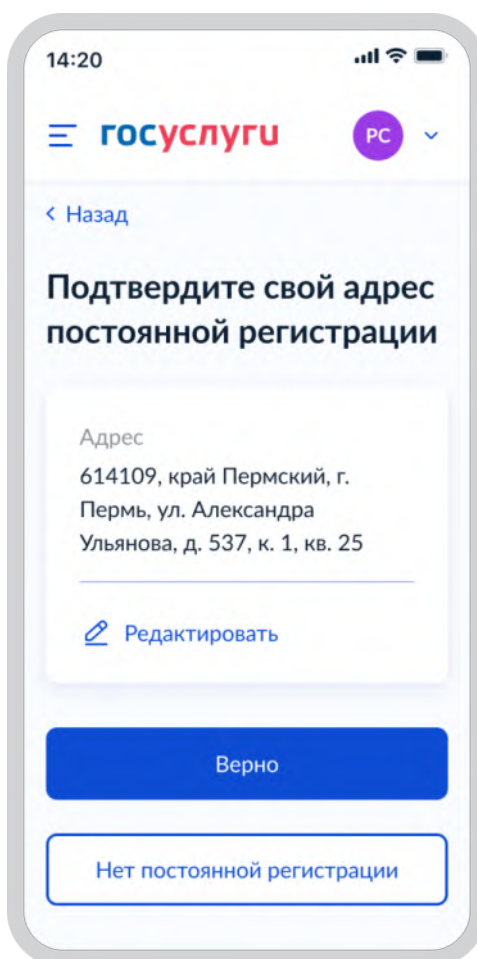 14:20
госуслуги
РС
Назад
Подтвердите свой адрес
постоянной регистрации
Адрес
614109, край Пермский, г.
Пермь, ул. Александра
Ульянова, д. 537, к. 1, кв. 25
Редактировать
Верно
Нет постоянной регистрации